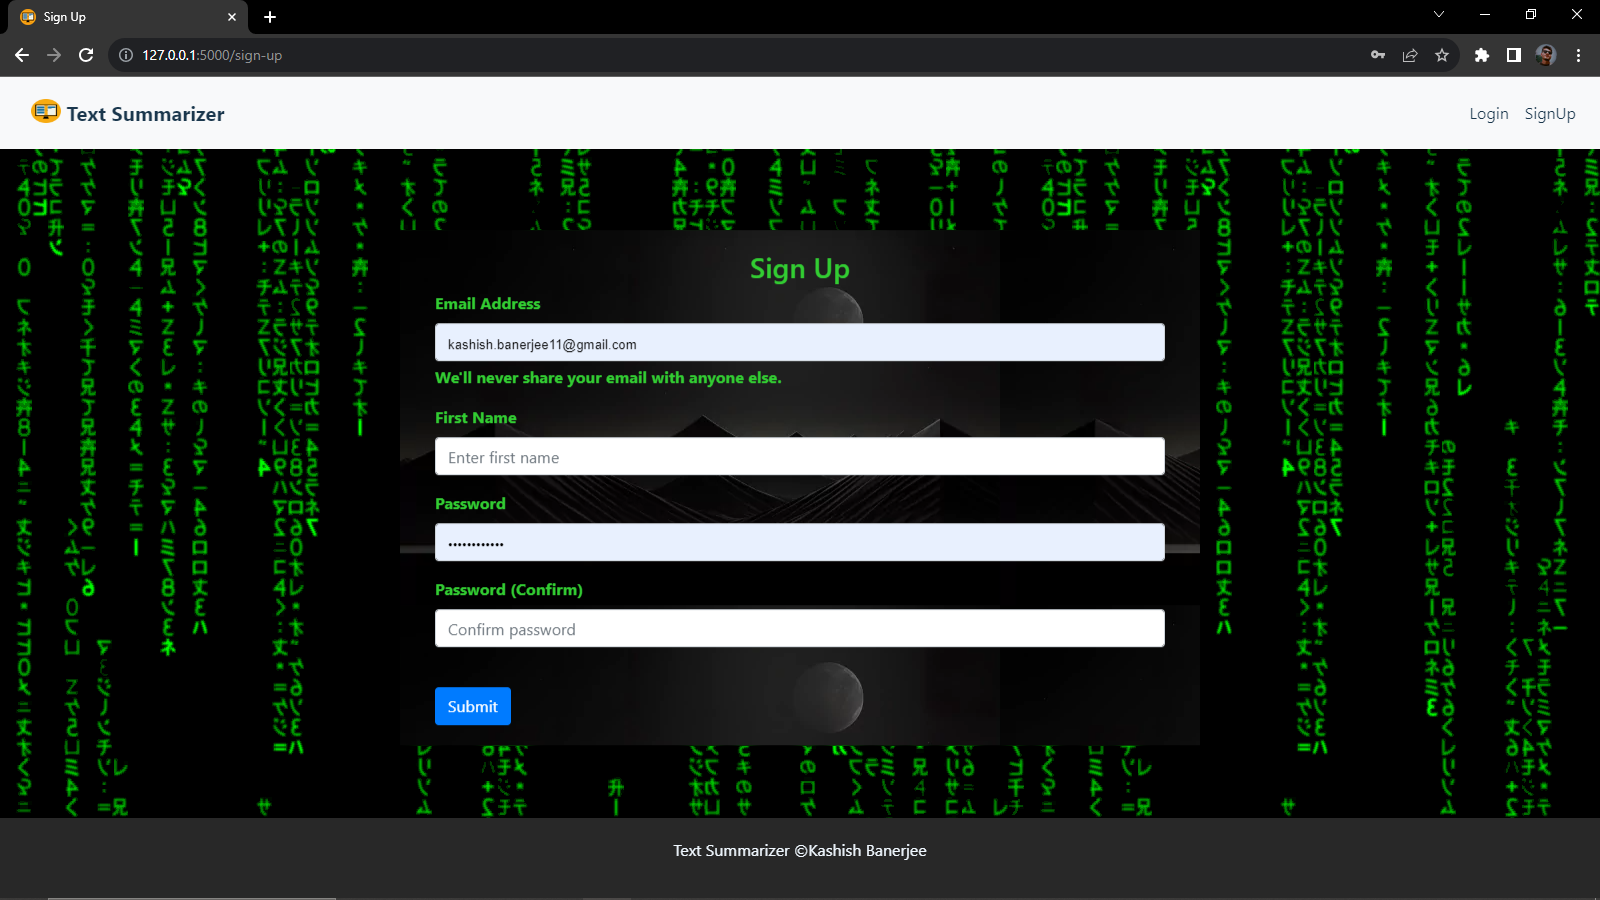 Sign Up
127.0.0.1:5000/sign-up
Text Summarizer
Login SignUp
Sign Up
Email Address
kashish.banerjee11@gmail.com
We'll never share your email with anyone else.
First Name
Enter first name
Password
••••••••••••
Password (Confirm)
Confirm password
Submit
Text Summarizer ©Kashish Banerjee